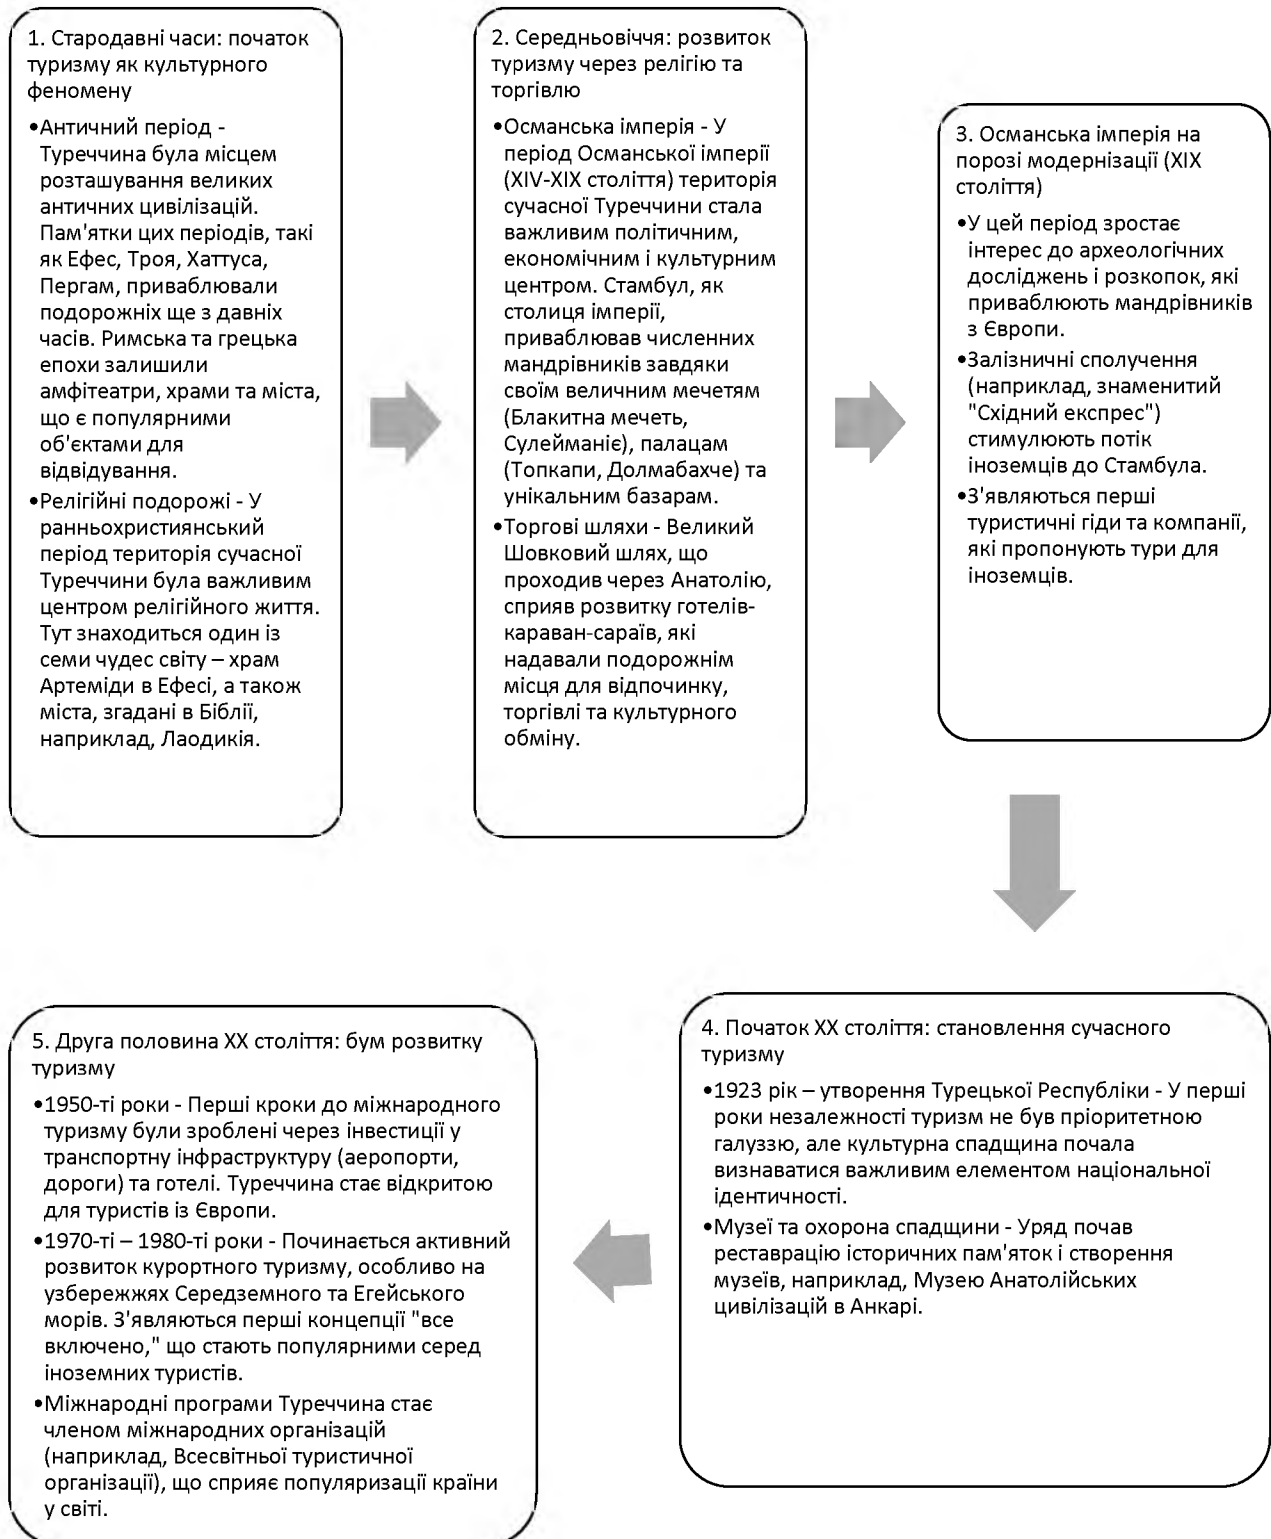 1. Стародавні часи: початок
туризму як культурного
феномену
•Античний період -
Туреччина була місцем
розташування великих
античних цивілізацій.
Пам'ятки цих періодів, такі
як Ефес, Троя, Хаттуса,
Пергам, приваблювали
подорожніх ще з давніх
часів. Римська та грецька
епохи залишили
амфітеатри, храми та міста,
що є популярними
об'єктами для
відвідування.
•Релігійні подорожі - У
ранньохристиянський
період територія сучасної
Туреччини була важливим
центром релігійного життя.
Тут знаходиться один із
семи чудес світу – храм
Артеміди в Ефесі, а також
міста, згадані в Біблії,
наприклад, Лаодикія.
2. Середньовіччя: розвиток
туризму через релігію та
торгівлю
•Османська імперія - У
період Османської імперії
(XIV-XIX століття) територія
сучасної Туреччини стала
важливим політичним,
економічним і культурним
центром. Стамбул, як
столиця імперії,
приваблював численних
мандрівників завдяки
своїм величним мечетям
(Блакитна мечеть,
Сулейманіє), палацам
(Топкапи, Долмабахче) та
унікальним базарам.
•Торгові шляхи - Великий
Шовковий шлях, що
проходив через Анатолію,
сприяв розвитку готелів-
караван-сараїв, які
надавали подорожнім
місця для відпочинку,
торгівлі та культурного
обміну.
3. Османська імперія на
порозі модернізації (XIX
століття)
•У цей період зростає
інтерес до археологічних
досліджень і розкопок, які
приваблюють мандрівників
з Європи.
•Залізничні сполучення
(наприклад, знаменитий
"Східний експрес")
стимулюють потік
іноземців до Стамбула.
•З'являються перші
туристичні гіди та компанії,
які пропонують тури для
іноземців.
4. Початок XX століття: становлення сучасного
туризму
•1923 рік – утворення Турецької Республіки - У перші
роки незалежності туризм не був пріоритетною
галуззю, але культурна спадщина почала
визнаватися важливим елементом національної
ідентичності.
•Музеї та охорона спадщини - Уряд почав
реставрацію історичних пам'яток і створення
музеїв, наприклад, Музею Анатолійських
цивілізацій в Анкарі.
5. Друга половина XX століття: бум розвитку
туризму
•1950-ті роки - Перші кроки до міжнародного
туризму були зроблені через інвестиції у
транспортну інфраструктуру (аеропорти,
дороги) та готелі. Туреччина стає відкритою
для туристів із Європи.
•1970-ті – 1980-ті роки - Починається активний
розвиток курортного туризму, особливо на
узбережжях Середземного та Егейського
морів. З'являються перші концепції "все
включено," що стають популярними серед
іноземних туристів.
•Міжнародні програми Туреччина стає
членом міжнародних організацій
(наприклад, Всесвітньої туристичної
організації), що сприяє популяризації країни
у світі.